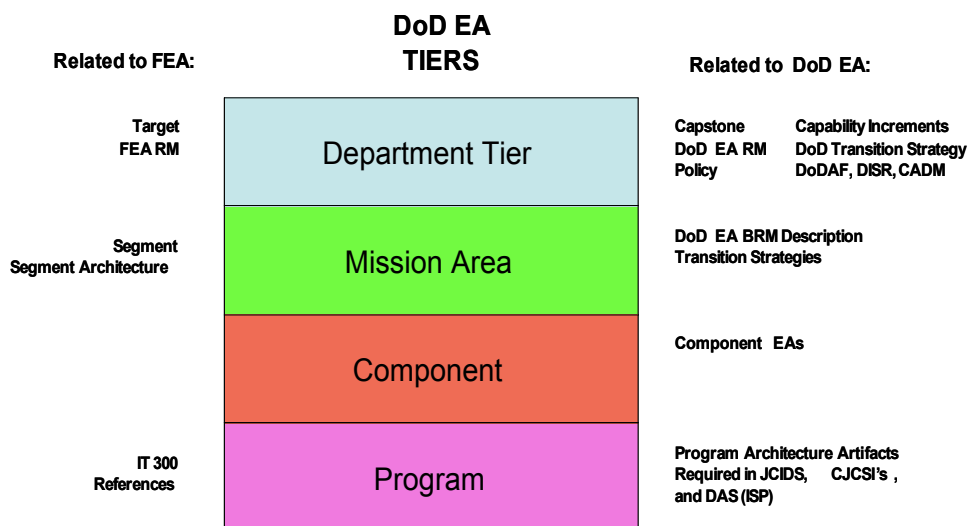 DoD EA
TIERS
Related to FEA:
Related to DoD EA:
Target
FEA RM
Department Tier
Capstone Capability Increments
DoD EA RM DoD Transition Strategy
Policy DoDAF, DISR, CADM
Segment
Segment Architecture
Mission Area
DoD EA BRM Description
Transition Strategies
Component
Component EAs
IT 300
References
Program
Program Architecture Artifacts
Required in JCIDS, CJCSI's ,
and DAS (ISP)